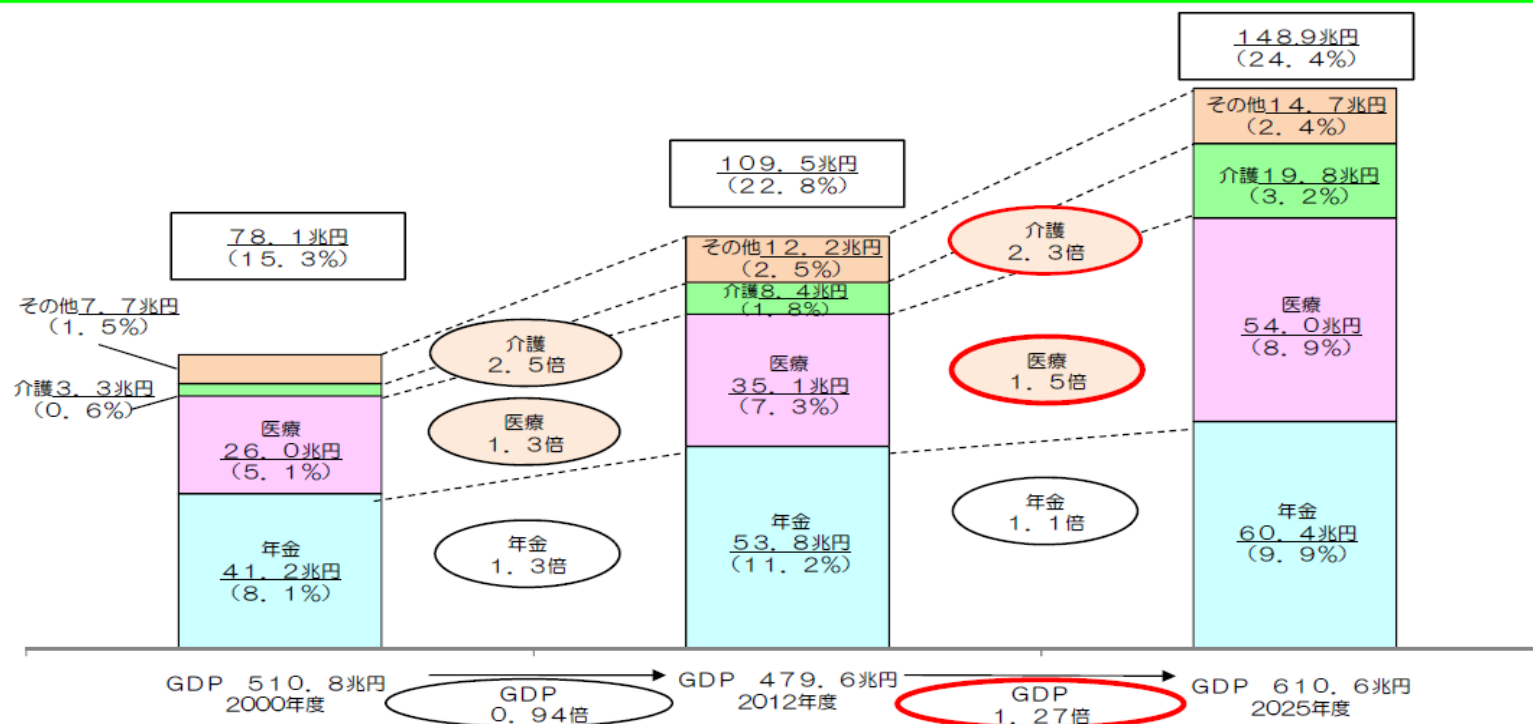 78．1兆円
（15．3%）
その他7．7兆円
（1．5%）
介護3．3兆円
（0．6%）
医療
26．0兆円
（5．1%）
年金
41．2兆円
（8．1%）
介護
2．5倍
医療
1．3倍
年金
1．3倍
109．5兆円
（22．8%）
その他12．2兆円
（2．5%）
介護8．4兆円
（1．8%）
医療
35．1兆円
（7．3%）
年金
53．8兆円
（11．2%）
介護
2．3倍
医療
1．5倍
年金
1．1倍
148.9兆円
（24．4%）
その他14．7兆円
（2．4%）
介護19．8兆円
（3．2%）
医療
54．0兆円
（8．9%）
年金
60．4兆円
（9．9%）
GDP 510．8兆円
2000年度
GDP
0．94倍
GDP 479．6兆円
2012年度
GDP
1．27倍
GDP 610．6兆円
2025年度